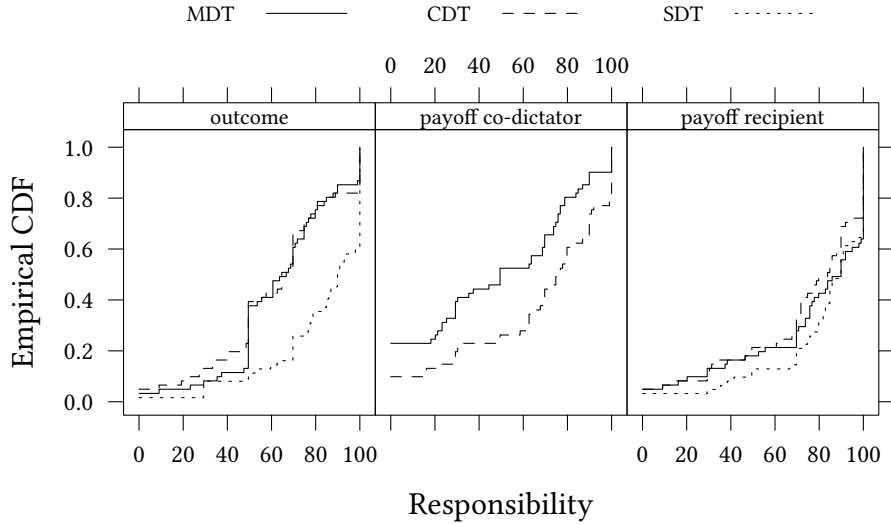 MDT CDT SDT
0 20 40 60 80 100
outcome payoff co-dictator payoff recipient
1.0
0.8
0.6
0.4
0.2
0.0
Empirical CDF
0 20 40 60 80 100 0 20 40 60 80 100
Responsibility